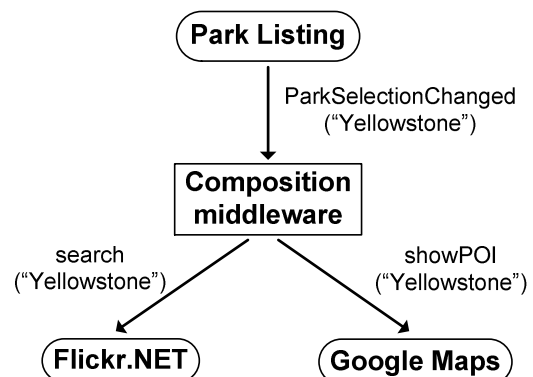 Park Listing
ParkSelectionChanged
(“Yellowstone”)
Composition
middleware
search
(“Yellowstone”)
showPOI
(“Yellowstone”)
Flickr.NET
Google Maps